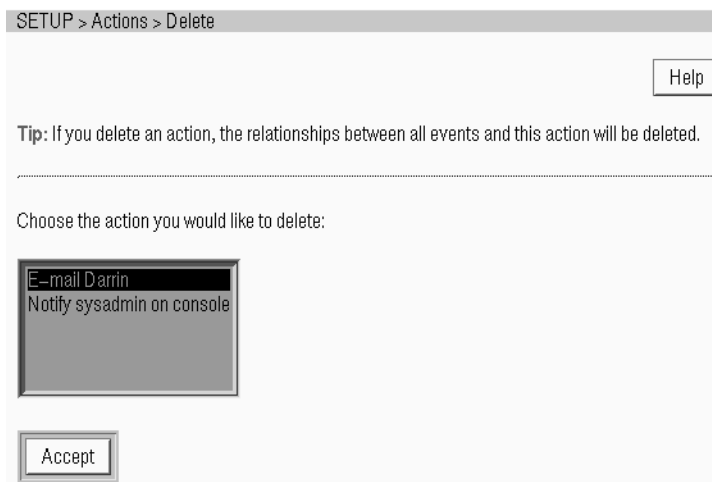 SETUP > Actions > Delete
Help
Tip: If you delete an action, the relationships between all events and this action will be deleted.
Choose the action you would like to delete:
E-mail Darrin
Notify sysadmin on console
Accept